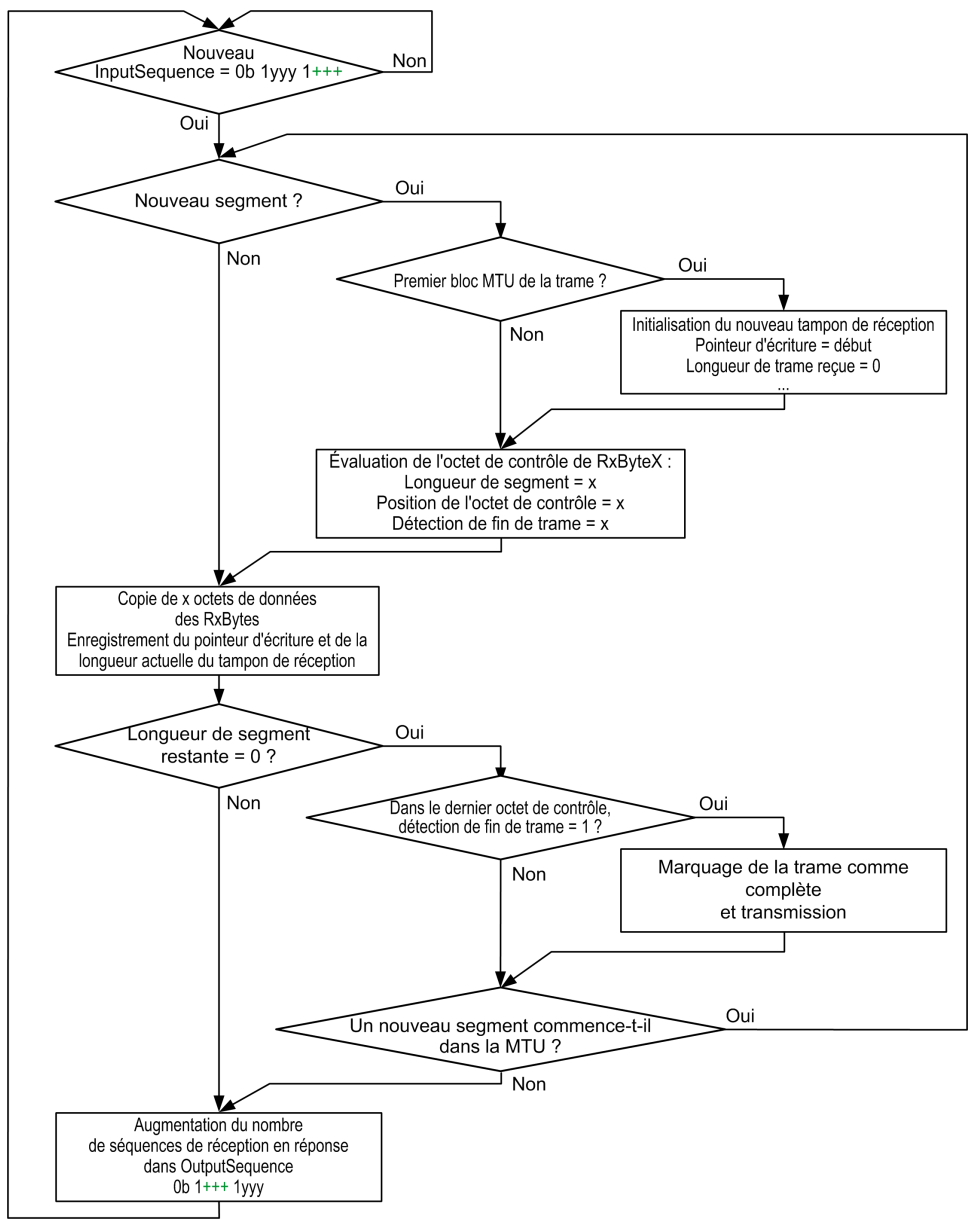 Nouveau
InputSequence = 0b 1yyy 1+++
Non
Oui
Nouveau segment ?
Oui
Non
Premier bloc MTU de la trame ?
Oui
Non
Initialisation du nouveau tampon de réception
Pointeur d'écriture = début
Longueur de trame reçue = 0
...
Évaluation de l'octet de contrôle de RxByteX :
Longueur de segment = x
Position de l'octet de contrôle = x
Détection de fin de trame = x
Copie de x octets de données
des RxBytes
Enregistrement du pointeur d'écriture et de la
longueur actuelle du tampon de réception
Longueur de segment
restante = 0 ?
Oui
Non
Dans le dernier octet de contrôle,
détection de fin de trame = 1 ?
Oui
Non
Marquage de la trame comme
complète
et transmission
Un nouveau segment commence-t-il
dans la MTU ?
Oui
Non
Augmentation du nombre
de séquences de réception en réponse
dans OutputSequence
0b 1+++ 1yyy